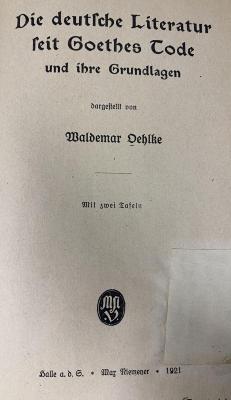 Die deutsche Literatur
seit Goethes Tode
und ihre Grundlagen
dargestellt von
Waldemar Oehlke
Mit zwei Tafeln
Halle a. d. S. • Max Niemeyer • 1921